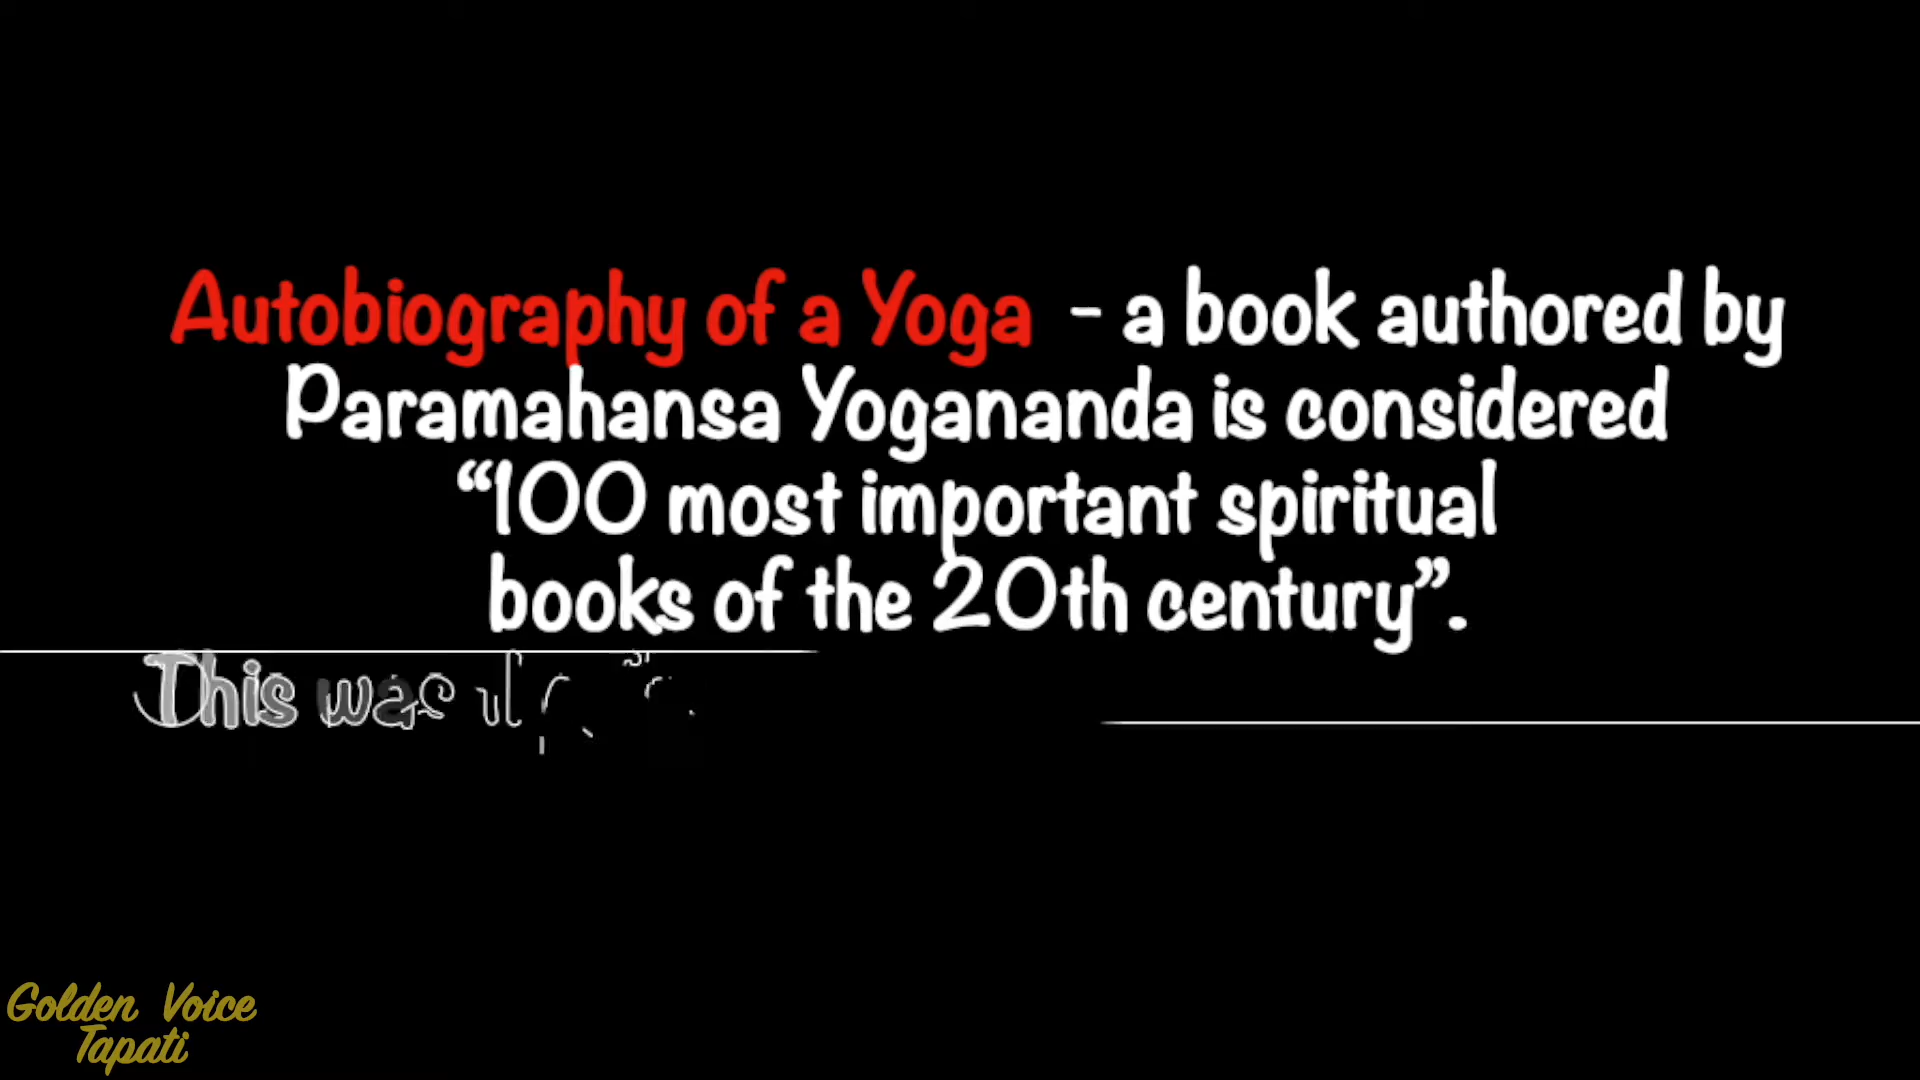 Autobiography of a Yoga - a book authored by
Paramahansa Yogananda is considered
“100 most important spiritual
books of the 20th century”.
This was
Golden Voice
Tapati